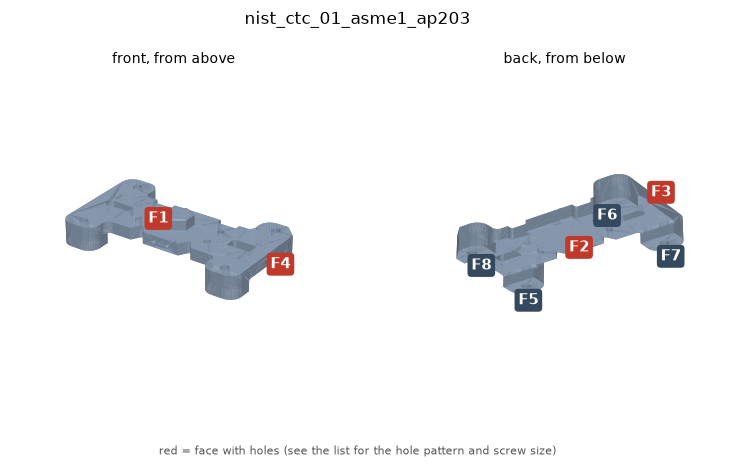 nist_ctc_01_asme1_ap203
front, from above
back, from below
F1
F4
F3
F6
F2
F7
F8
F5
red = face with holes (see the list for the hole pattern and screw size)